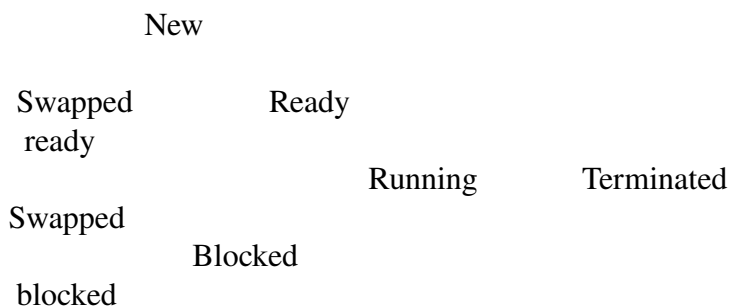 New
Swapped Ready
ready
Running Terminated
Swapped
Blocked
blocked